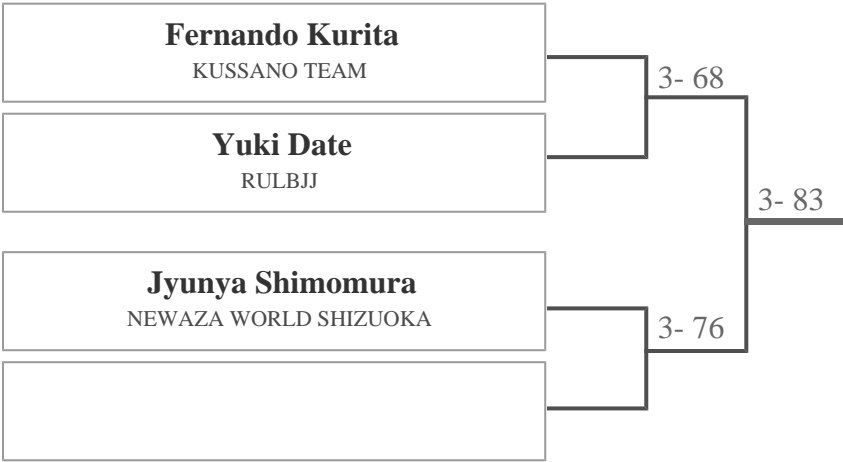 Fernando Kurita
KUSSANO TEAM
3- 68
Yuki Date
RULBJJ
3- 83
Jyunya Shimomura
NEWAZA WORLD SHIZUOKA
3- 76